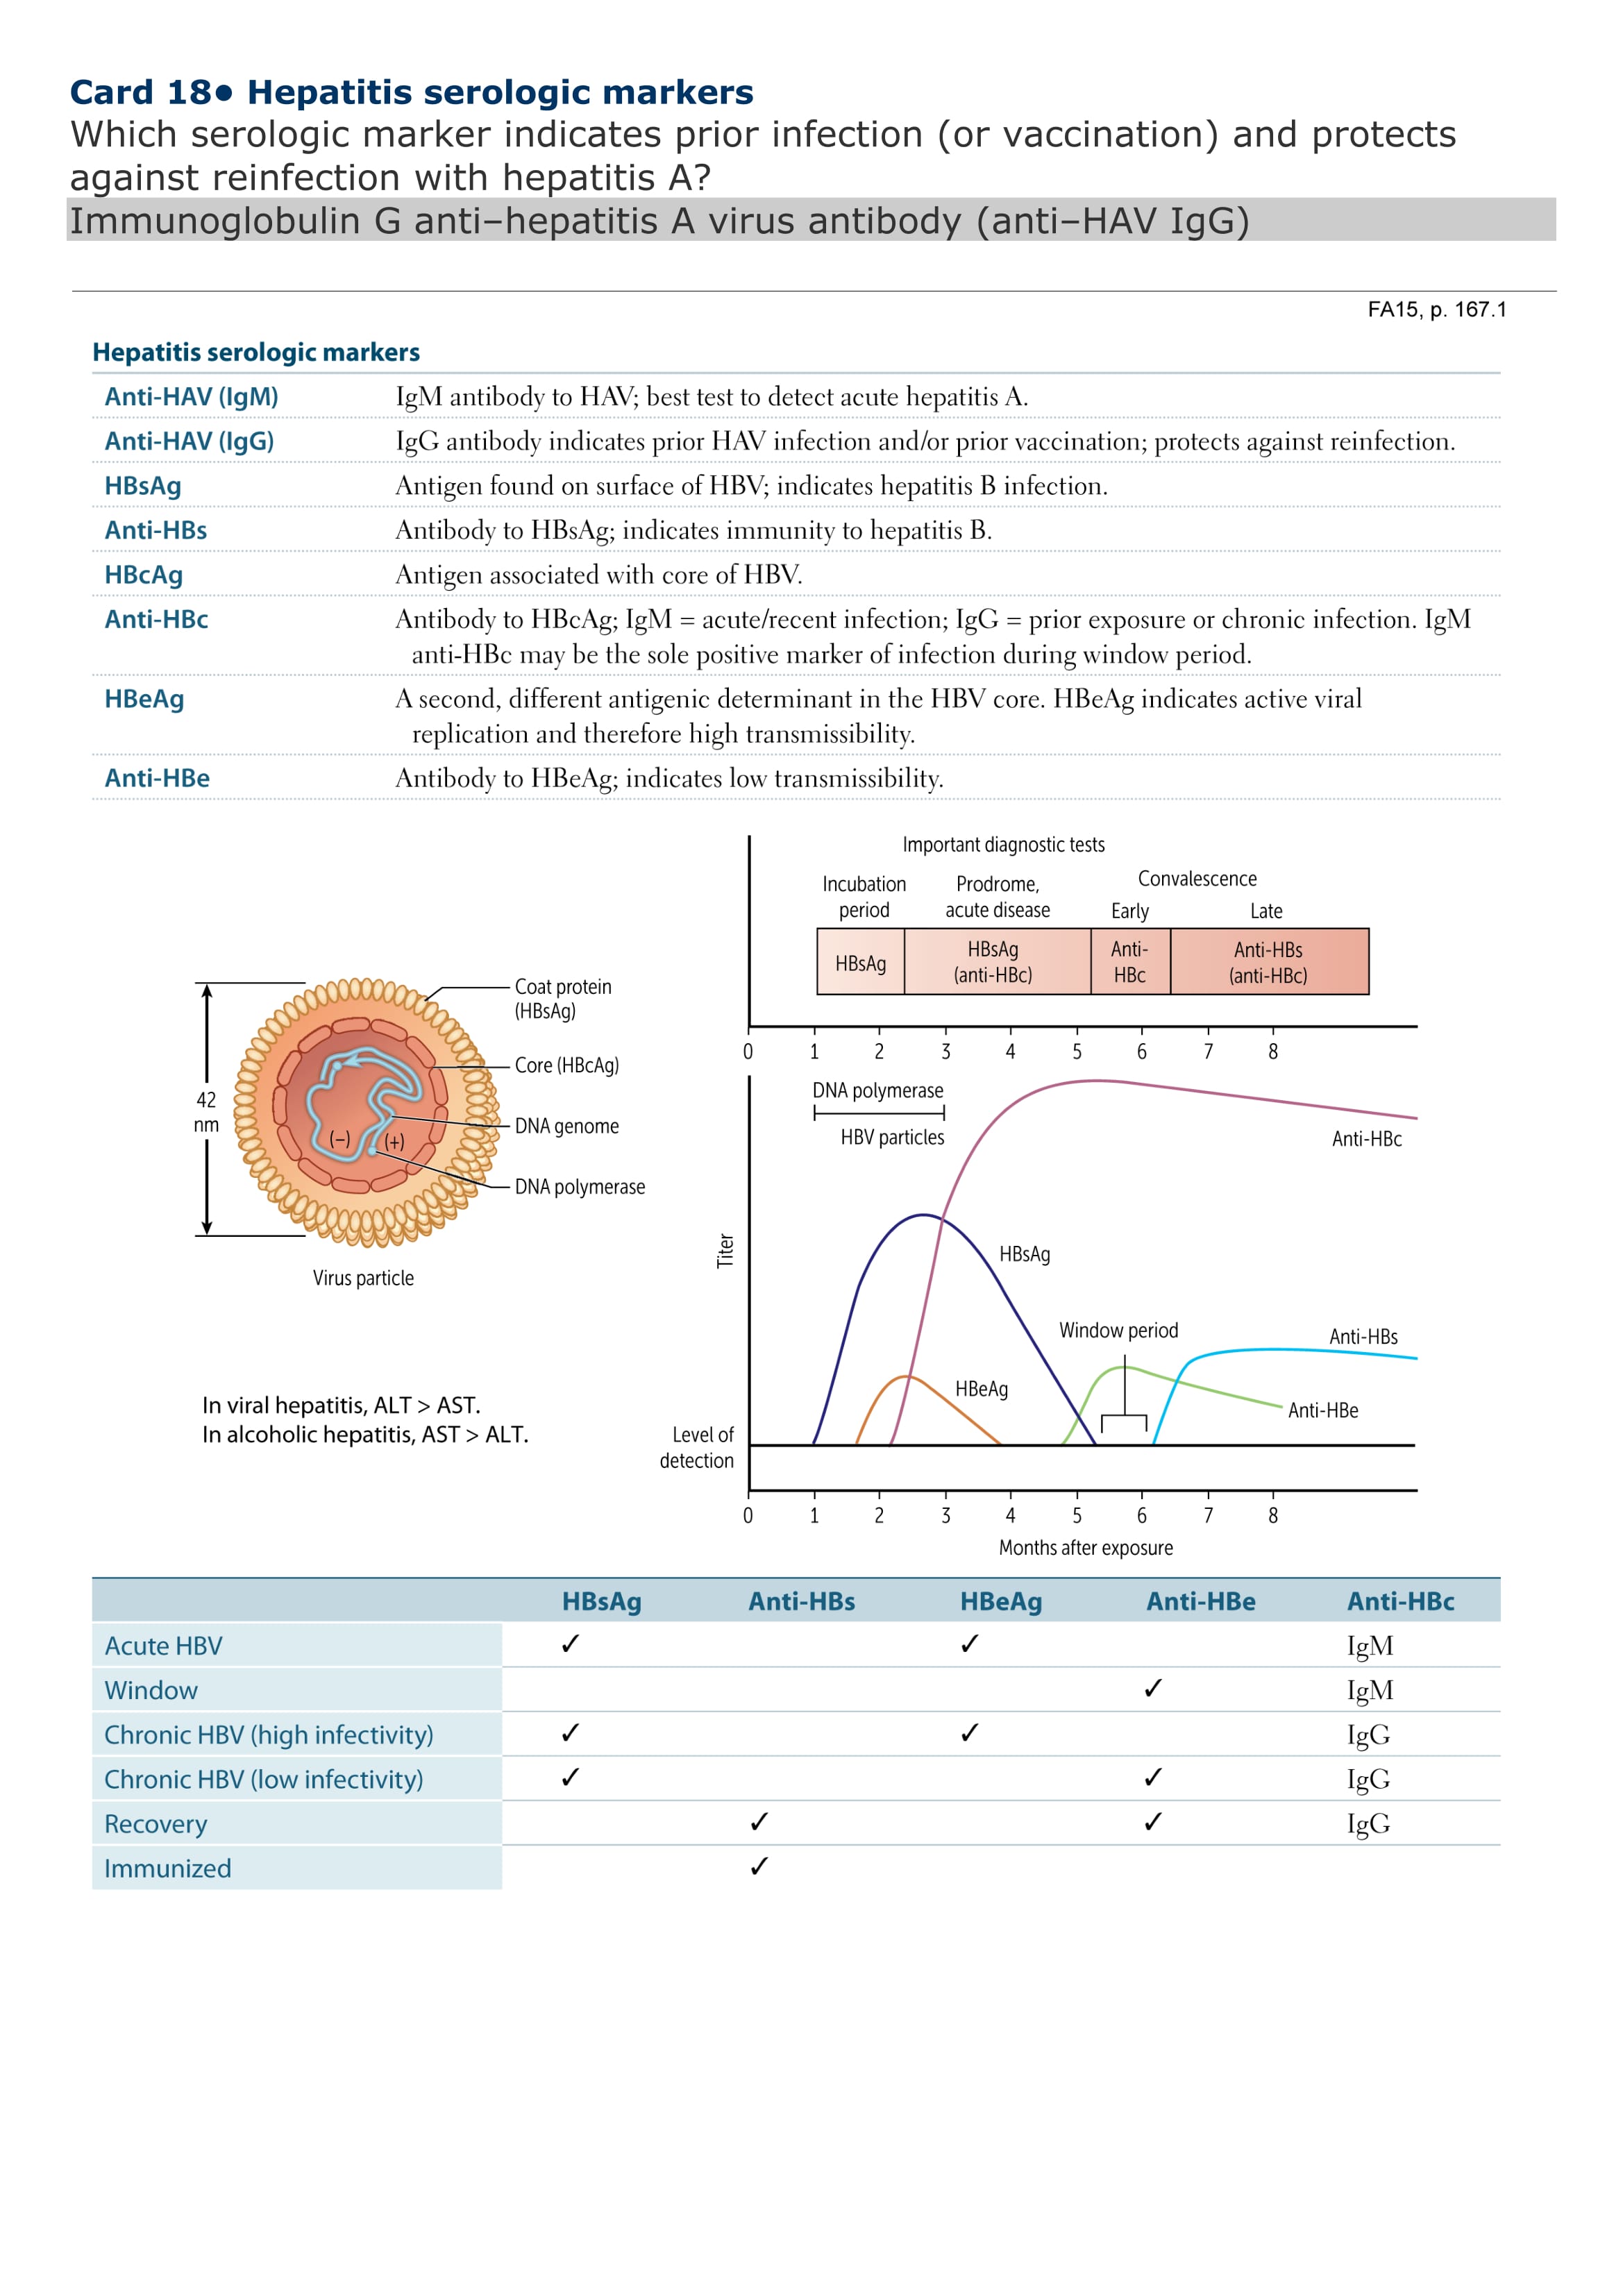 Card 18● Hepatitis serologic markers
Which serologic marker indicates prior infection (or vaccination) and protects
against reinfection with hepatitis A?
Immunoglobulin G anti–hepatitis A virus antibody (anti–HAV IgG)
FA15, p. 167.1
Hepatitis serologic markers
Anti-HAV (IgM) IgM antibody to HAV; best test to detect acute hepatitis A.
Anti-HAV (IgG) IgG antibody indicates prior HAV infection and/or prior vaccination; protects against reinfection.
HBsAg Antigen found on surface of HBV; indicates hepatitis B infection.
Anti-HBs Antibody to HBsAg; indicates immunity to hepatitis B.
HBcAg Antigen associated with core of HBV.
Anti-HBc Antibody to HBcAg; IgM = acute/recent infection; IgG = prior exposure or chronic infection. IgM
anti-HBc may be the sole positive marker of infection during window period.
HBeAg A second, different antigenic determinant in the HBV core. HBeAg indicates active viral
replication and therefore high transmissibility.
Anti-HBe Antibody to HBeAg; indicates low transmissibility.
Coat protein
(HBsAg)
Core (HBcAg)
42
nm
DNA genome
(–) (+)
DNA polymerase
Virus particle
In viral hepatitis, ALT > AST.
In alcoholic hepatitis, AST > ALT.
Important diagnostic tests
Incubation
period
Prodrome,
acute disease
Convalescence
Early Late
HBsAg
HBsAg
(anti-HBc)
Anti-
HBc
Anti-HBs
(anti-HBc)
0 1 2 3 4 5 6 7 8
DNA polymerase
HBV particles
Anti-HBc
Titer
HBsAg
Window period
Anti-HBs
HBeAg
Anti-HBe
Level of
detection
0 1 2 3 4 5 6 7 8
Months after exposure
HBsAg Anti-HBs HBeAg Anti-HBe Anti-HBc
Acute HBV ✓ ✓ IgM
Window ✓ IgM
Chronic HBV (high infectivity) ✓ ✓ IgG
Chronic HBV (low infectivity) ✓ ✓ IgG
Recovery ✓ ✓ IgG
Immunized ✓